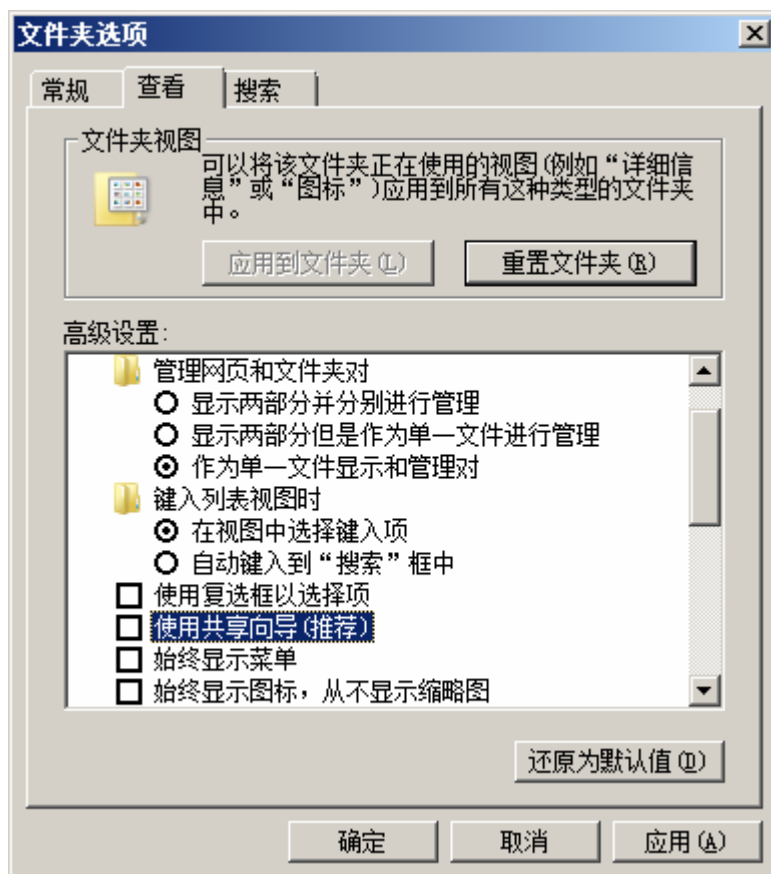 文件夹选项
常规 查看 搜索
文件夹视图
可以将该文件夹正在使用的视图(例如“详细信
息”或“图标”)应用到所有这种类型的文件夹
中。
应用到文件夹(L) 重置文件夹(R)
高级设置:
管理网页和文件夹对
显示两部分并分别进行管理
显示两部分但是作为单一文件进行管理
作为单一文件显示和管理对
键入列表视图时
在视图中选择键入项
自动键入到“搜索”框中
使用复选框以选择项
使用共享向导(推荐)
始终显示菜单
始终显示图标，从不显示缩略图
还原为默认值(D)
确定 取消 应用(A)